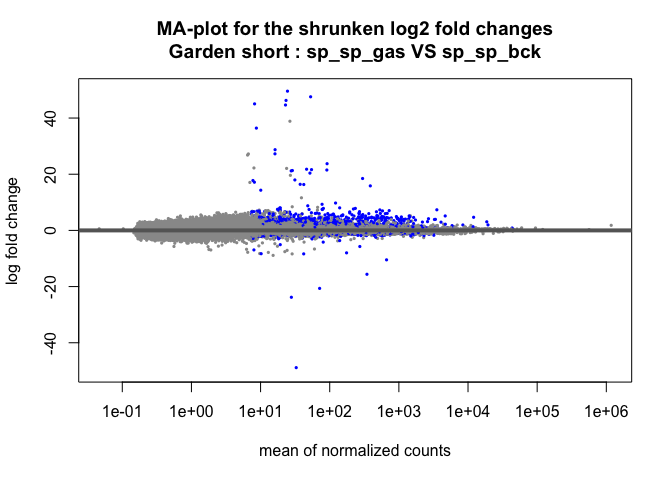 MA-plot for the shrunken log2 fold changes
Garden short : sp_sp_gas VS sp_sp_bck
40
20
0
-20
-40
log fold change
1e-01 1e+00 1e+01 1e+02 1e+03 1e+04 1e+05 1e+06
mean of normalized counts